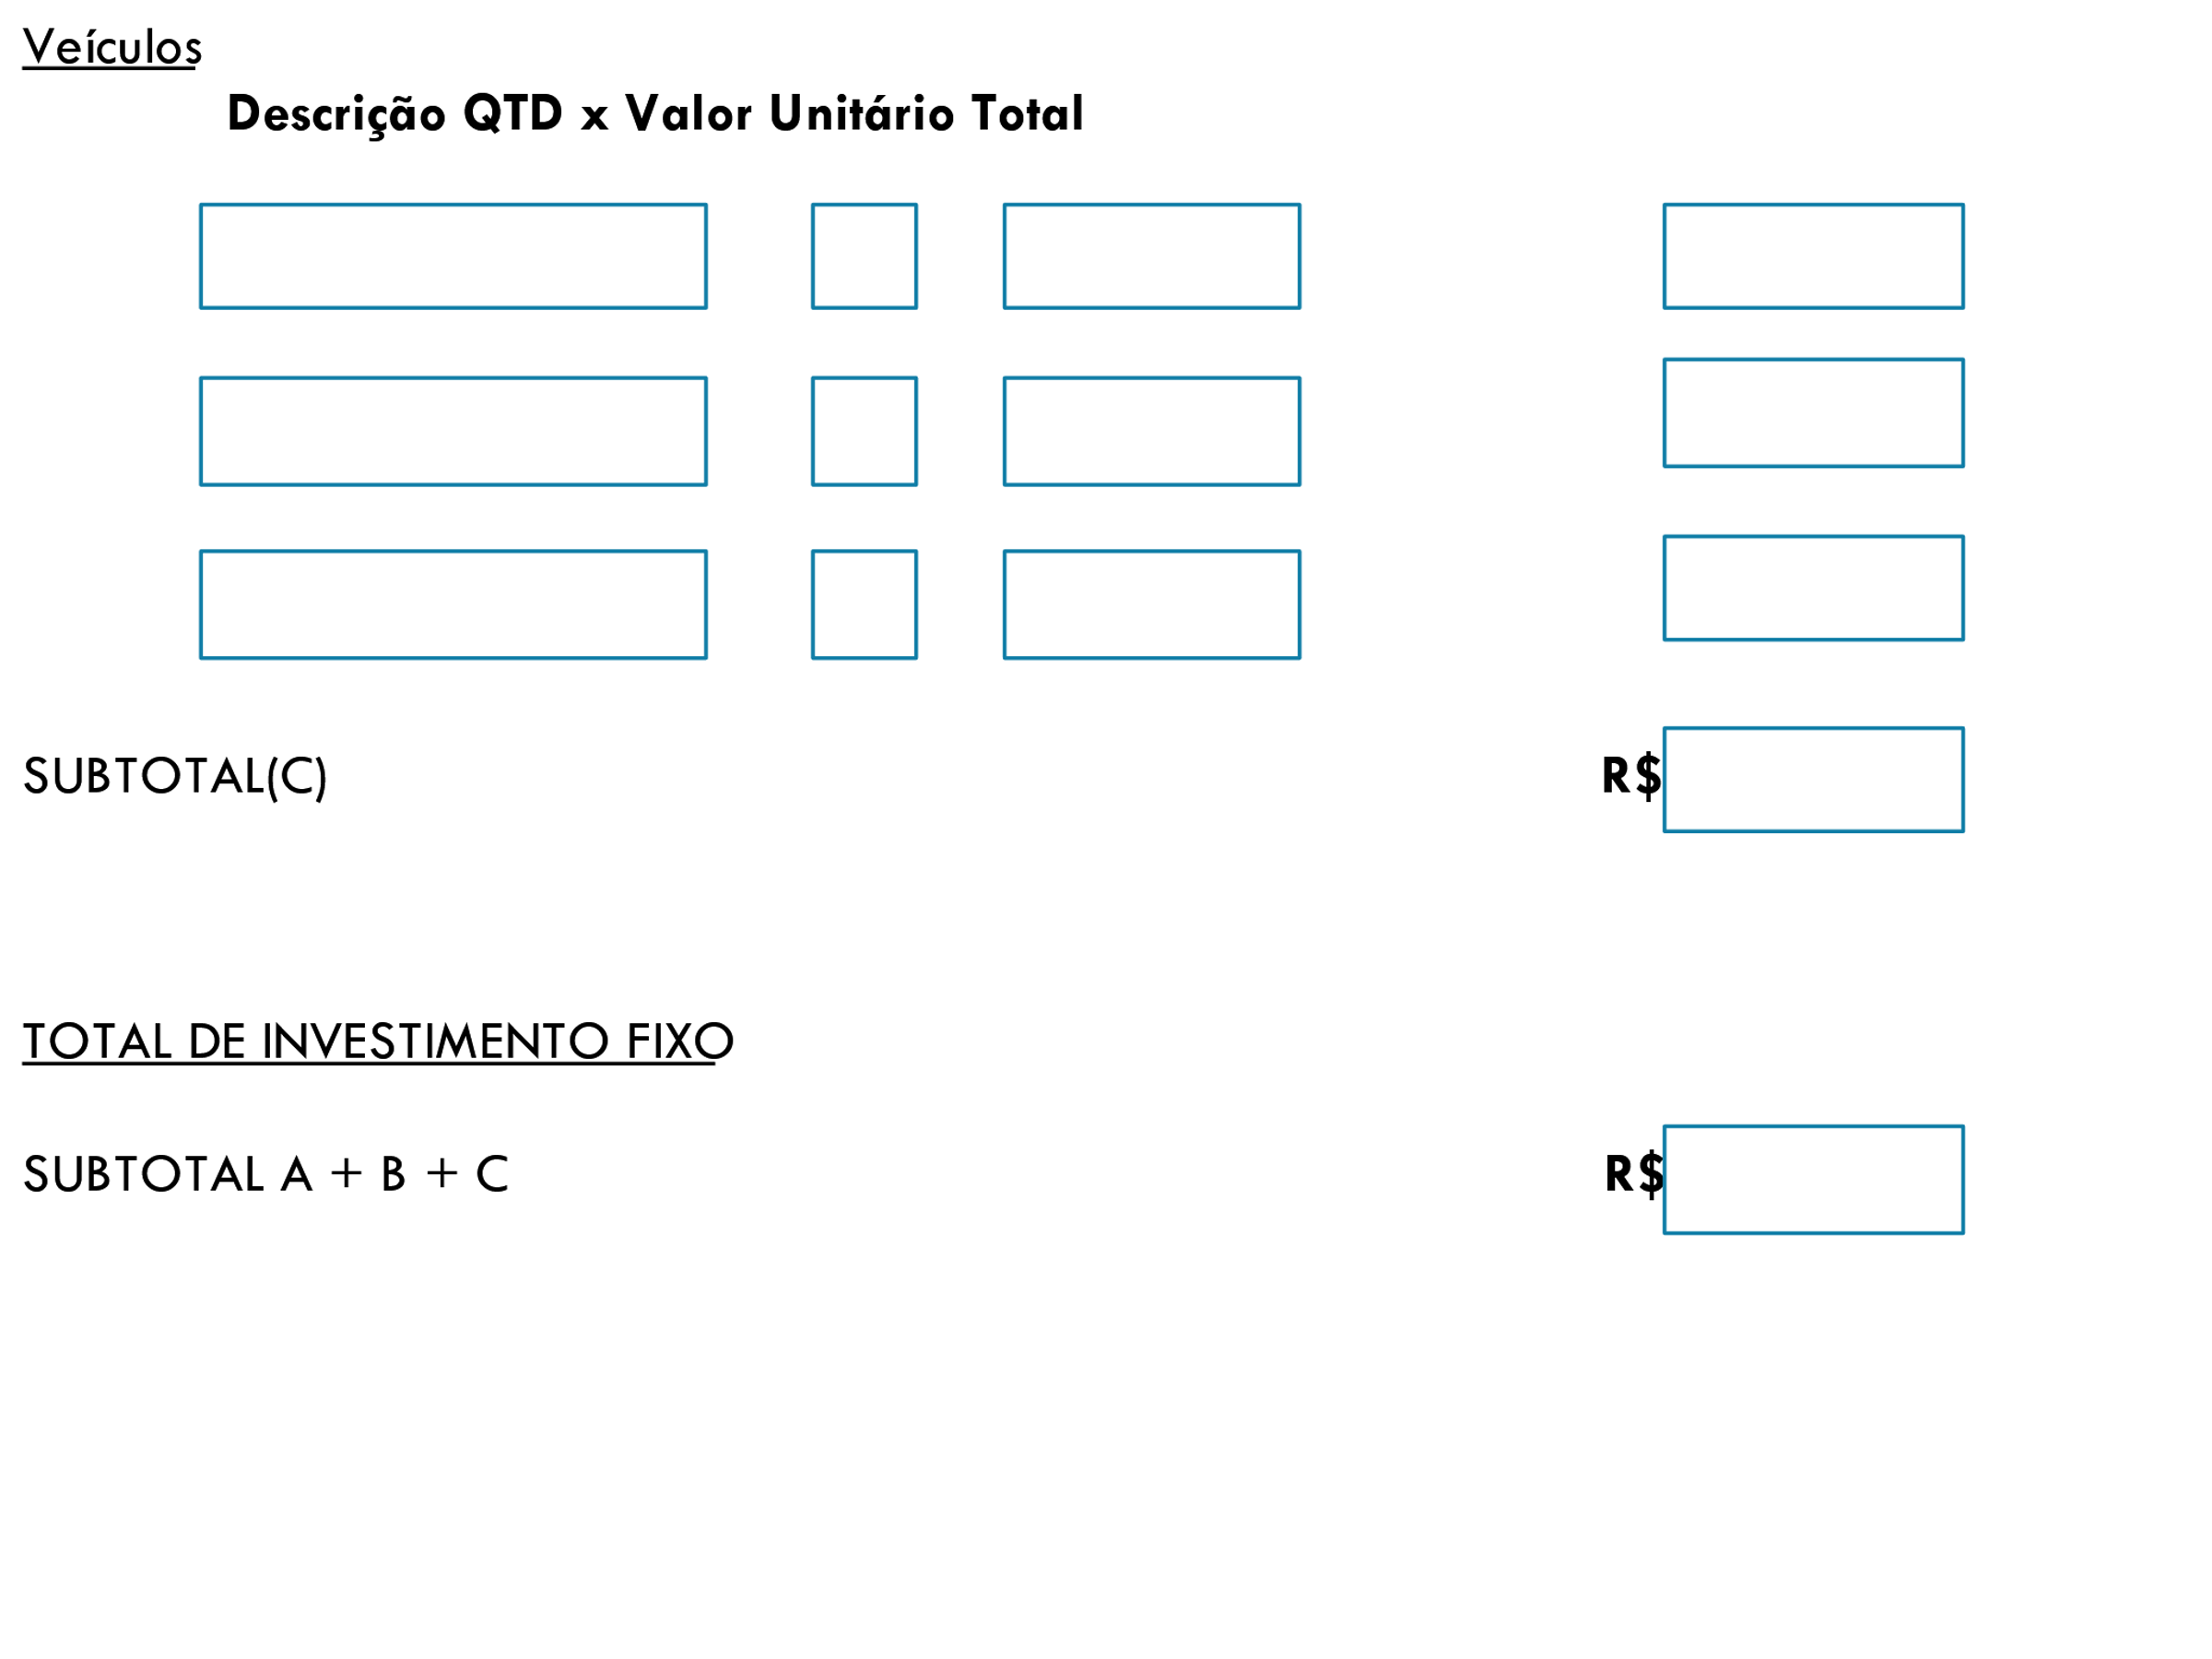 Veículos
Descrição QTD x Valor Unitário Total
SUBTOTAL(C) R$
TOTAL DE INVESTIMENTO FIXO
SUBTOTAL A + B + C R$